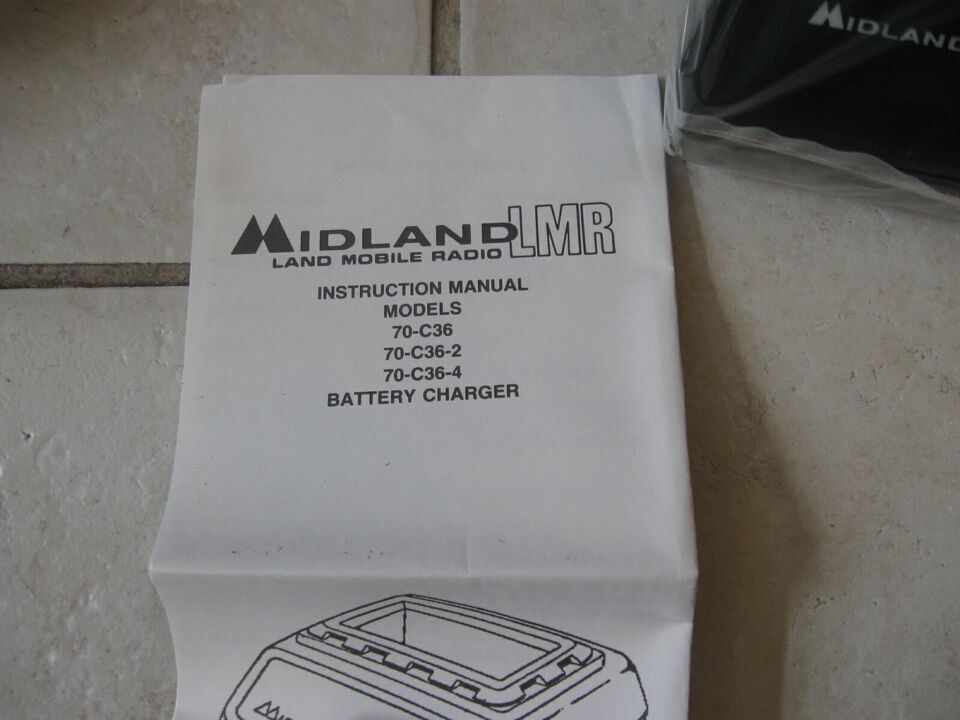 MIDLAND
MIDLAND LMR
LAND MOBILE RADIO
INSTRUCTION MANUAL
MODELS
70-C36
70-C36-2
70-C36-4
BATTERY CHARGER